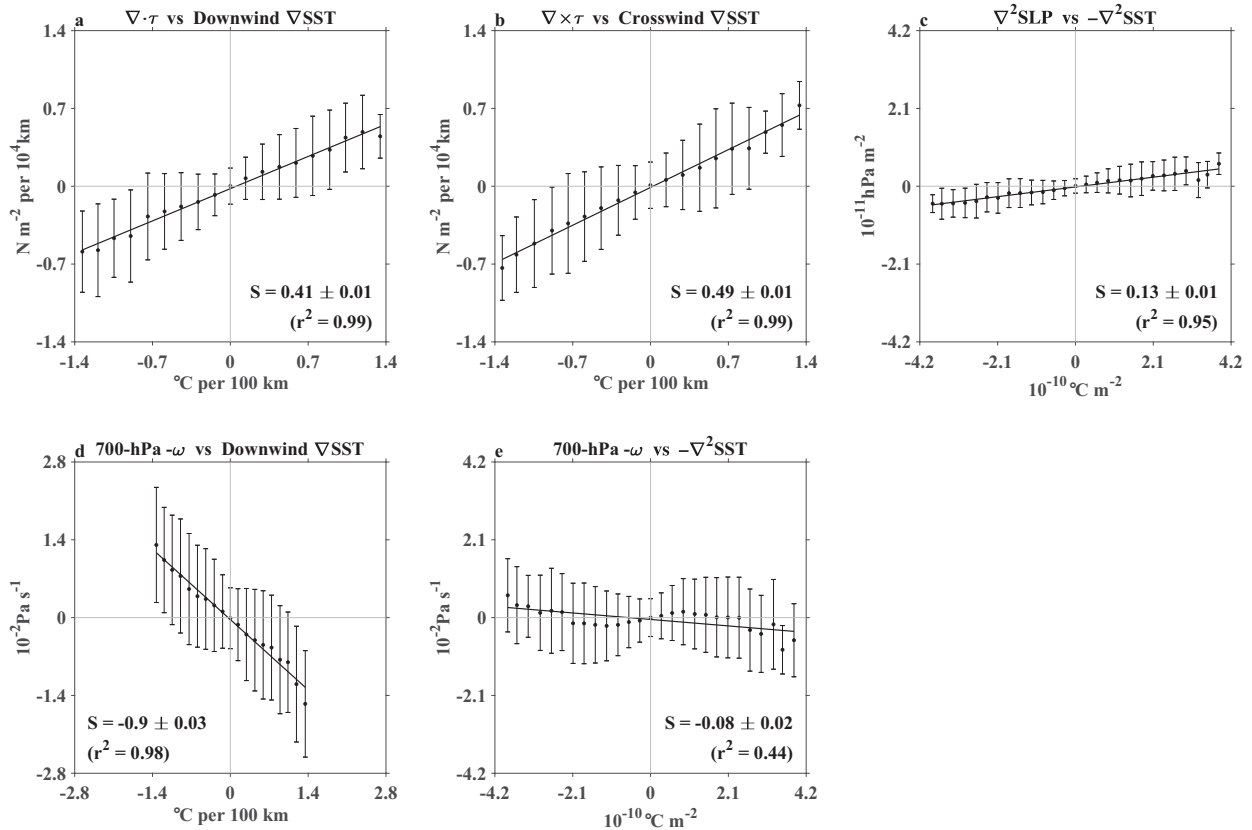 a ∇·τ vs Downwind ∇SST
1.4
0.7
0
-0.7
-1.4
N m-2 per 104km
S = 0.41 ± 0.01
(r2 = 0.99)
-1.4 -0.7 0 0.7 1.4
°C per 100 km
b ∇×τ vs Crosswind ∇SST
1.4
0.7
0
-0.7
-1.4
N m-2 per 104km
S = 0.49 ± 0.01
(r2 = 0.99)
-1.4 -0.7 0 0.7 1.4
°C per 100 km
c ∇2SLP vs −∇2SST
4.2
2.1
0
-2.1
-4.2
10-11hPa m-2
S = 0.13 ± 0.01
(r2 = 0.95)
-4.2 -2.1 0 2.1 4.2
10-10°C m-2
d 700-hPa -ω vs Downwind ∇SST
2.8
1.4
0
-1.4
-2.8
10-2Pa s-1
S = -0.9 ± 0.03
(r2 = 0.98)
-2.8 -1.4 0 1.4 2.8
°C per 100 km
e 700-hPa -ω vs −∇2SST
4.2
2.1
0
-2.1
-4.2
10-2Pa s-1
S = -0.08 ± 0.02
(r2 = 0.44)
-4.2 -2.1 0 2.1 4.2
10-10°C m-2